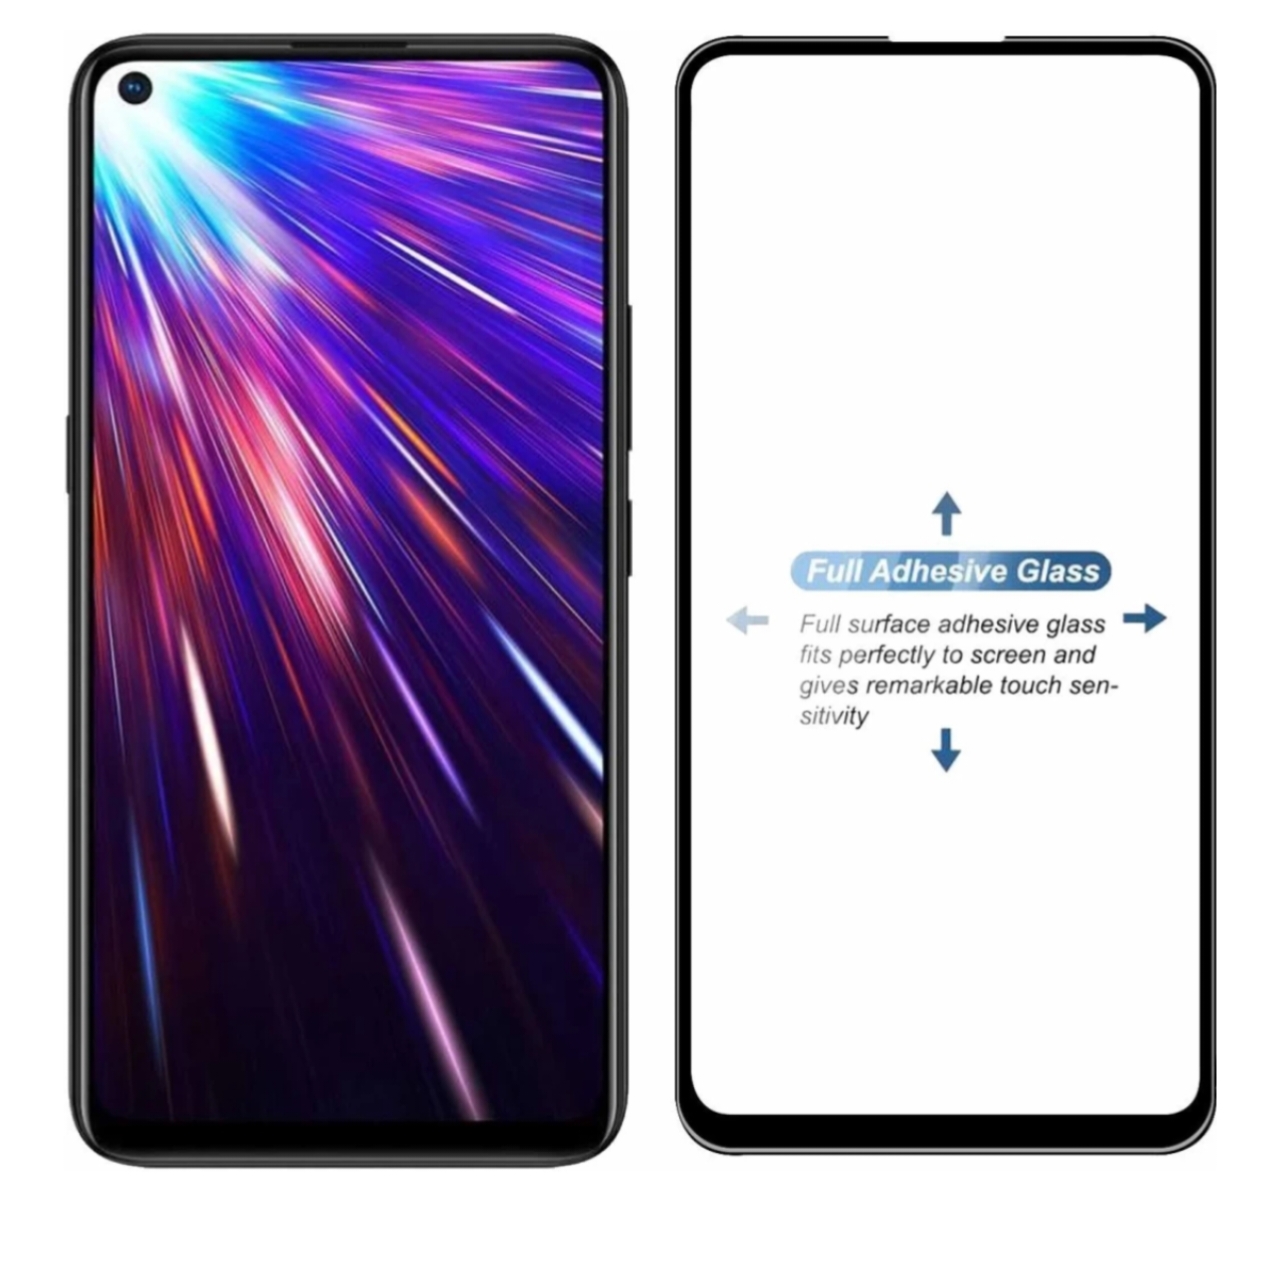 Full Adhesive Glass
Full surface adhesive glass
fits perfectly to screen and
gives remarkable touch sen-
sitivity